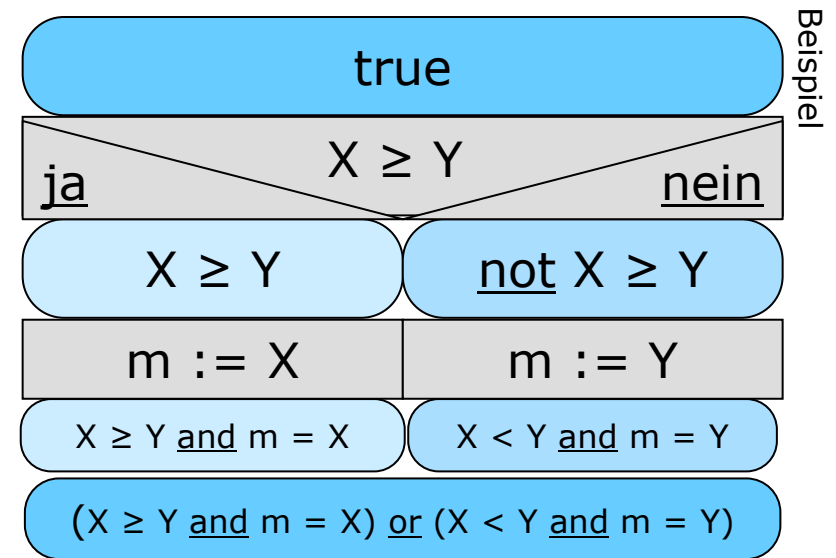 Beispiel
true
X ≥ Y
ja
nein
X ≥ Y
not X ≥ Y
m := X
m := Y
X ≥ Y and m = X
X < Y and m = Y
(X ≥ Y and m = X) or (X < Y and m = Y)